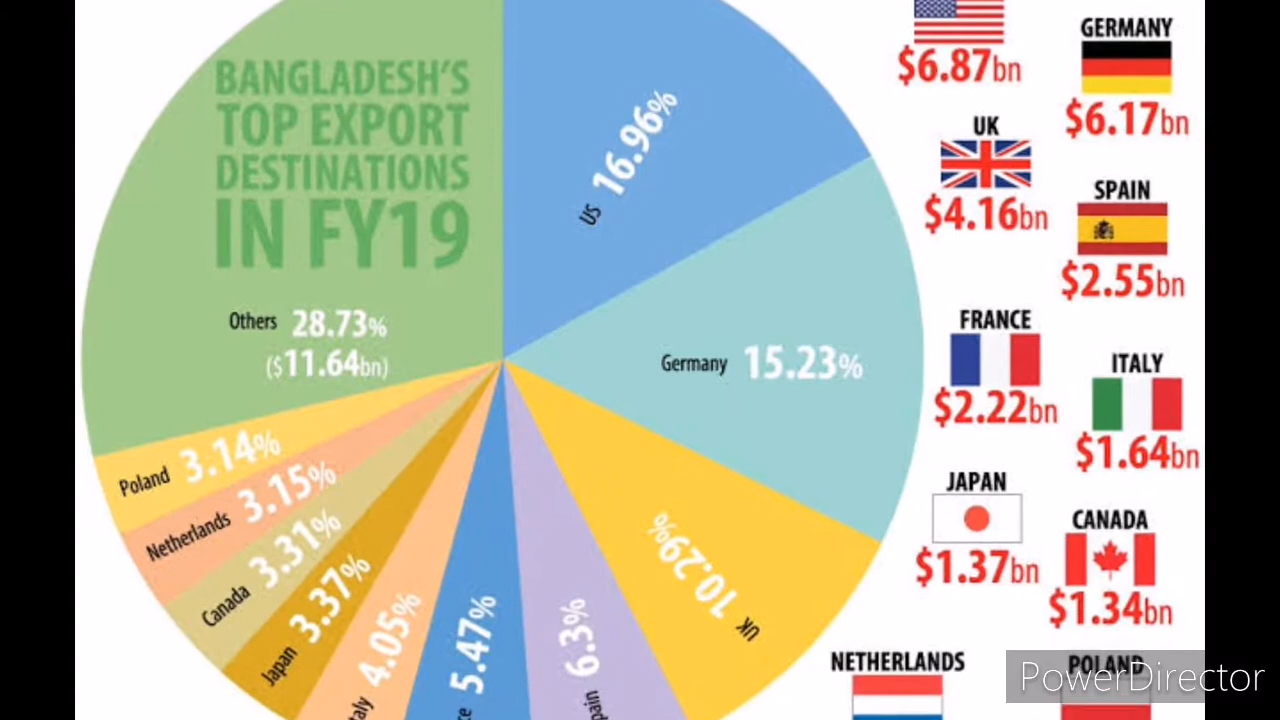 BANGLADESH'S
TOP EXPORT
DESTINATIONS
IN FY19
US 16.96%
Germany 15.23%
UK 10.29%
6.3%
5.47%
4.05%
Japan 3.37%
Canada 3.31%
Netherlands 3.15%
Poland 3.14%
Others 28.73%
($11.64bn)
$6.87bn
GERMANY
$6.17bn
UK
$4.16bn
SPAIN
$2.55bn
FRANCE
$2.22bn
ITALY
$1.64bn
JAPAN
$1.37bn
CANADA
$1.34bn
NETHERLANDS
POLAND
PowerDirector